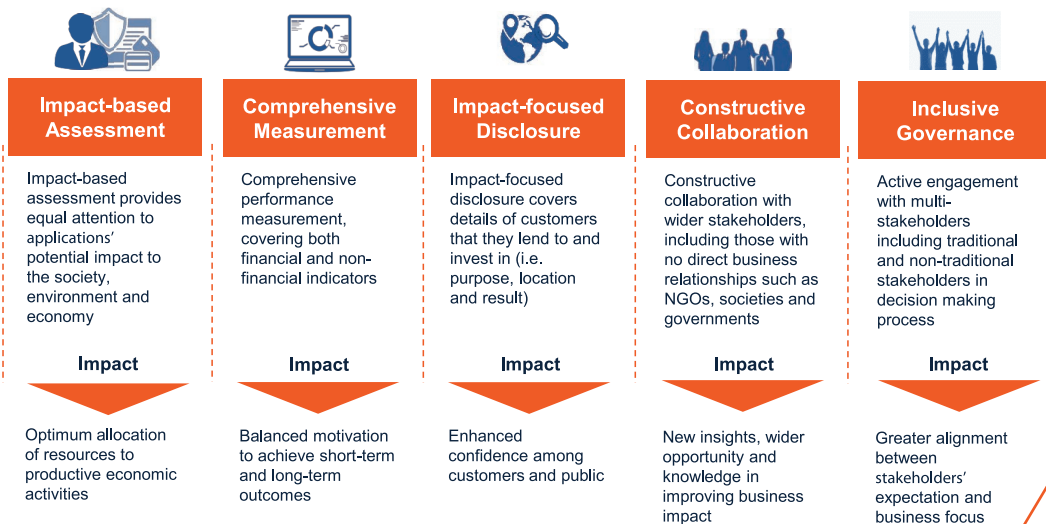 Impact-based
Assessment
Impact-based
assessment provides
equal attention to
applications’
potential impact to
the society,
environment and
economy
Impact
Optimum allocation
of resources to
productive economic
activities
Comprehensive
Measurement
Comprehensive
performance
measurement,
covering both
financial and non-
financial indicators
Impact
Balanced motivation
to achieve short-term
and long-term
outcomes
Impact-focused
Disclosure
Impact-focused
disclosure covers
details of customers
that they lend to and
invest in (i.e.
purpose, location
and result)
Impact
Enhanced
confidence among
customers and public
Constructive
Collaboration
Constructive
collaboration with
wider stakeholders,
including those with
no direct business
relationships such as
NGOs, societies and
governments
Impact
New insights, wider
opportunity and
knowledge in
improving business
impact
Inclusive
Governance
Active engagement
with multi-
stakeholders
including traditional
and non-traditional
stakeholders in
decision making
process
Impact
Greater alignment
between
stakeholders’
expectation and
business focus